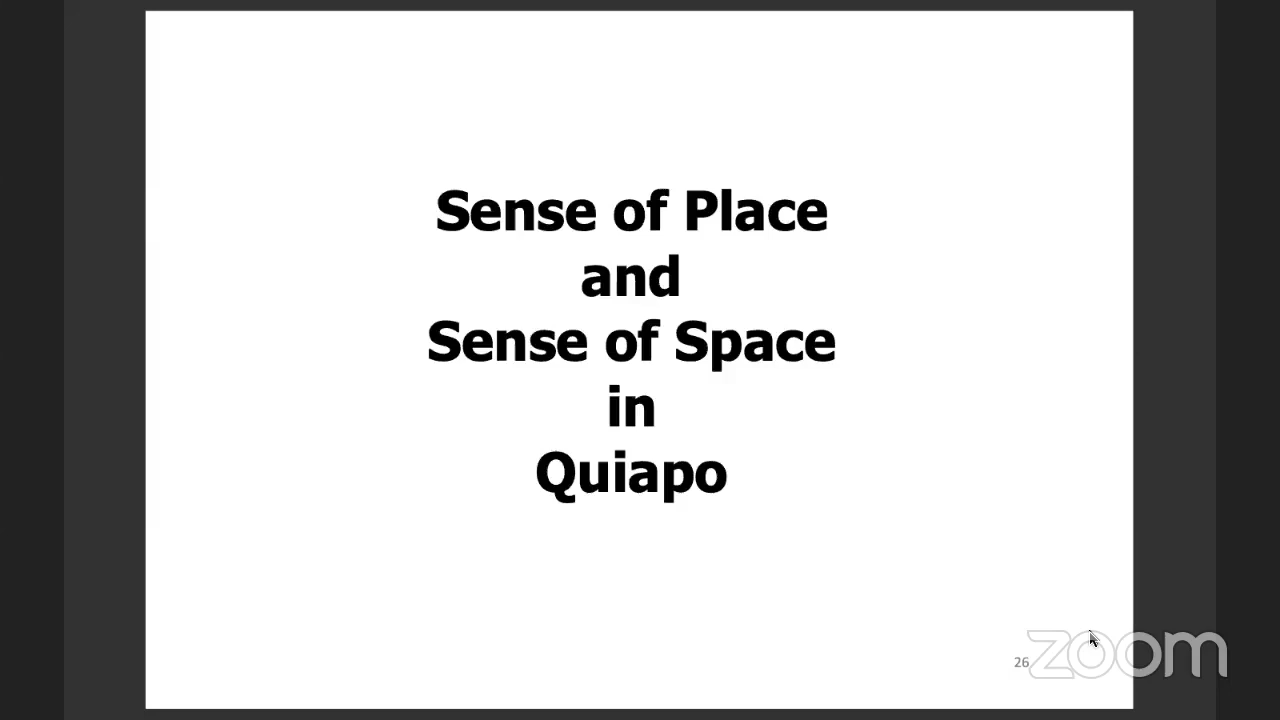 Sense of Place
and
Sense of Space
in
Quiapo
26
zoom